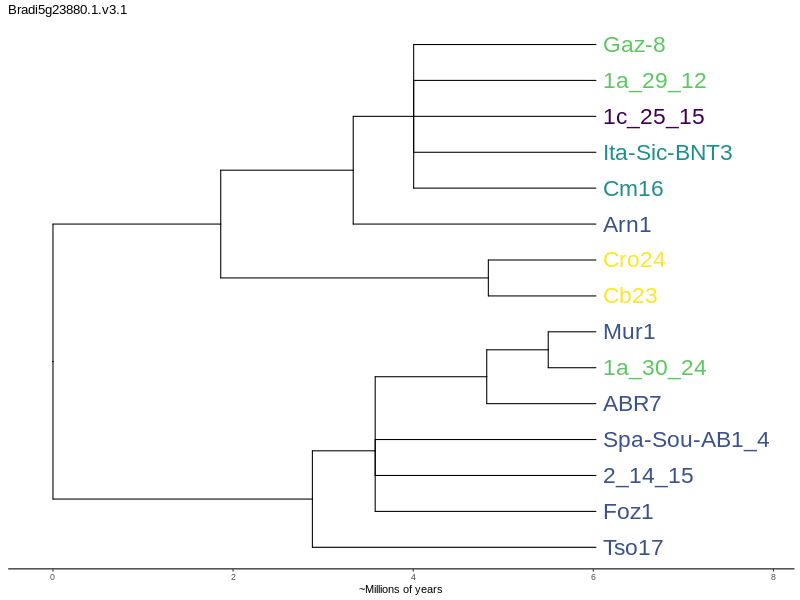 Bradi5g23880.1.v3.1
Gaz-8
1a_29_12
1c_25_15
Ita-Sic-BNT3
Cm16
Arn1
Cro24
Cb23
Mur1
1a_30_24
ABR7
Spa-Sou-AB1_4
2_14_15
Foz1
Tso17
0 2 4 6 8
~Millions of years